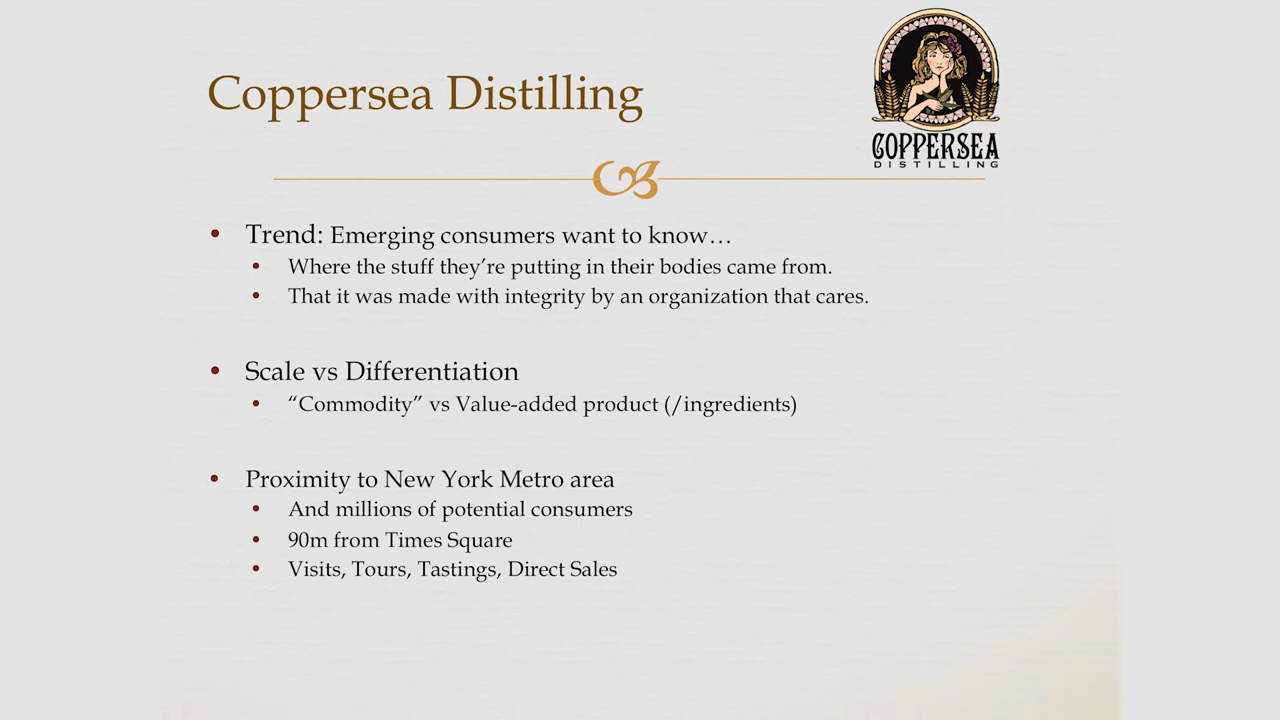 Coppersea Distilling
COPPERSEA
DISTILLING
• Trend: Emerging consumers want to know…
• Where the stuff they’re putting in their bodies came from.
• That it was made with integrity by an organization that cares.
• Scale vs Differentiation
• “Commodity” vs Value-added product (/ingredients)
• Proximity to New York Metro area
• And millions of potential consumers
• 90m from Times Square
• Visits, Tours, Tastings, Direct Sales